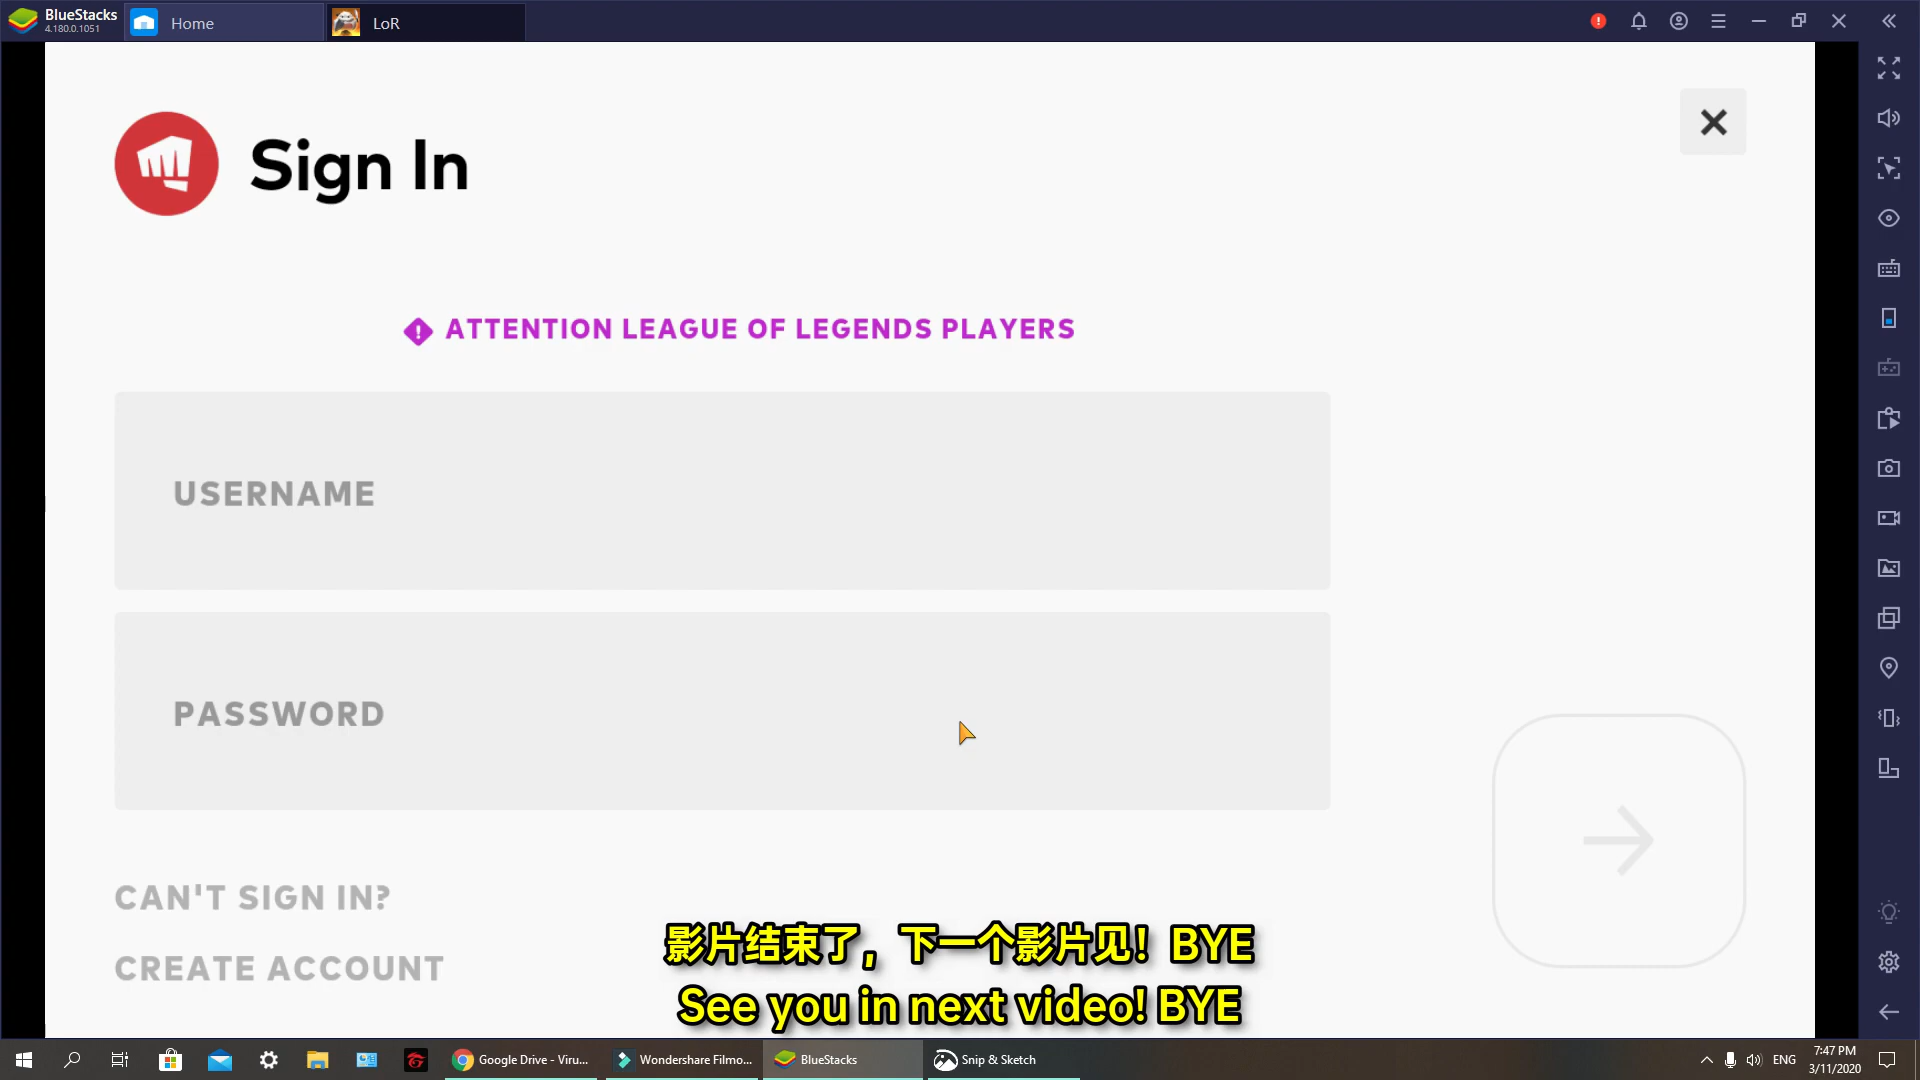 BlueStacks
4.180.0.1051
Home
LoR
Sign In
ATTENTION LEAGUE OF LEGENDS PLAYERS
USERNAME
PASSWORD
CAN'T SIGN IN?
CREATE ACCOUNT
影片结束了，下一个影片见！BYE
See you in next video! BYE
Google Drive - Viru...
Wondershare Filmo...
BlueStacks
Snip & Sketch
ENG
7:47 PM
3/11/2020